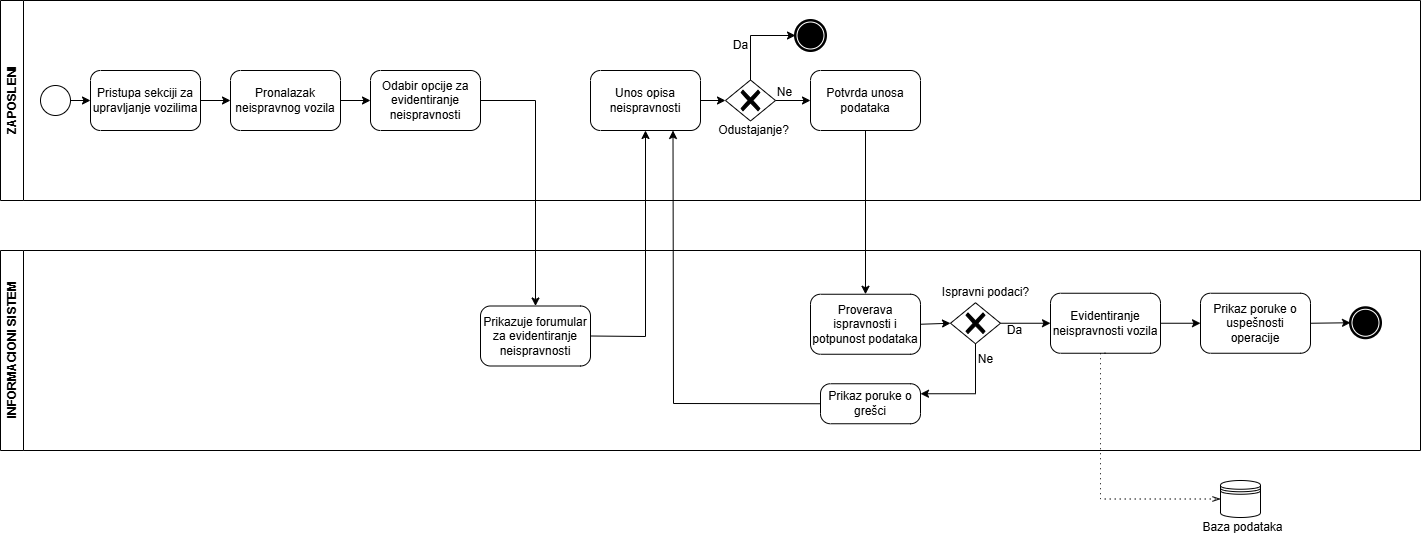 ZAPOSLENI
Pristupa sekciji za
upravljanje vozilima
Pronalazak
neispravnog vozila
Odabir opcije za
evidentiranje
neispravnosti
Unos opisa
neispravnosti
Da
Ne
Odustajanje?
Potvrda unosa
podataka
INFORMACIONI SISTEM
Prikazuje forumular
za evidentiranje
neispravnosti
Proverava
ispravnosti i
potpunost podataka
Ispravni podaci?
Da
Ne
Prikaz poruke o
grešci
Evidentiranje
neispravnosti vozila
Prikaz poruke o
uspešnosti
operacije
Baza podataka